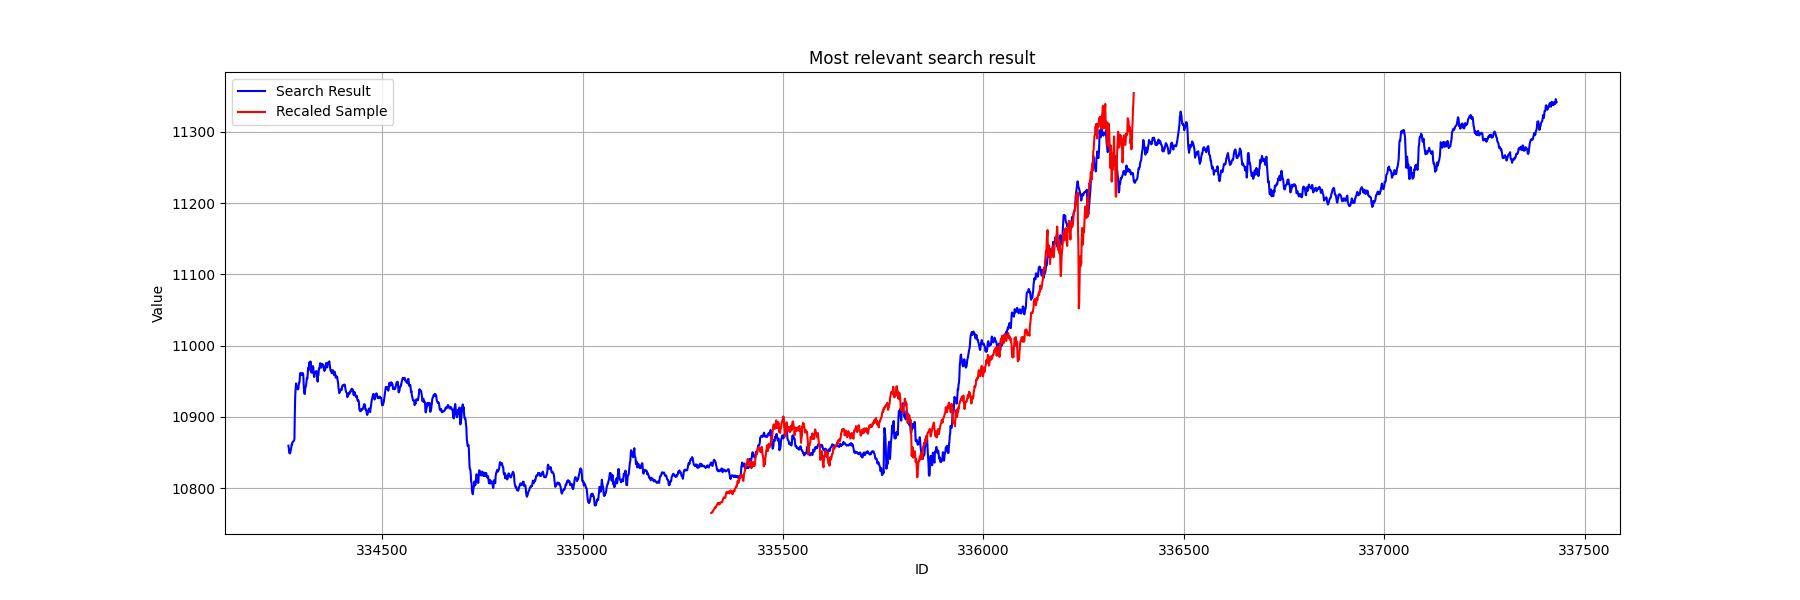 Most relevant search result
Search Result
Recaled Sample
Value
11300
11200
11100
11000
10900
10800
334500 335000 335500 336000 336500 337000 337500
ID